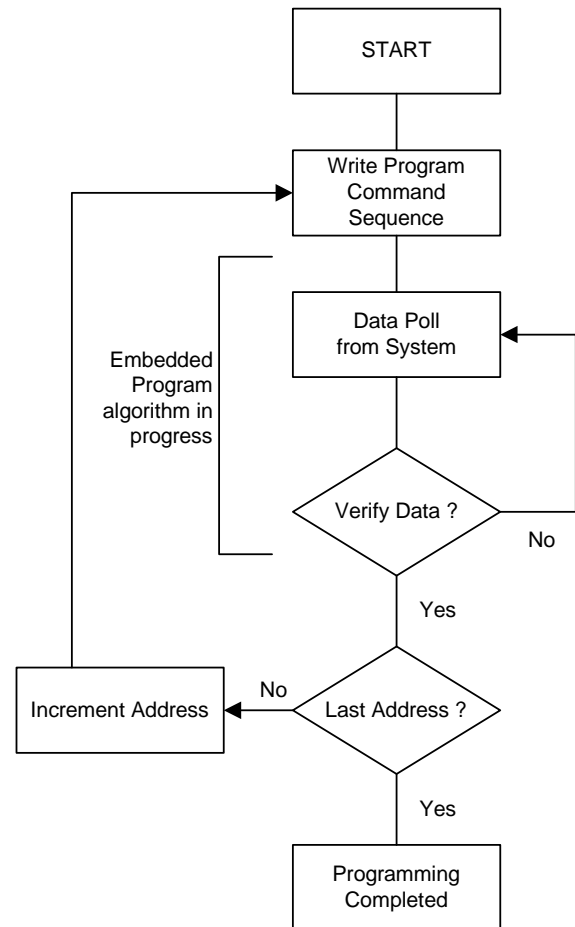 START
Write Program
Command
Sequence
Data Poll
from System
Embedded
Program
algorithm in
progress
Verify Data ?
No
Yes
No
Increment Address
Last Address ?
Yes
Programming
Completed